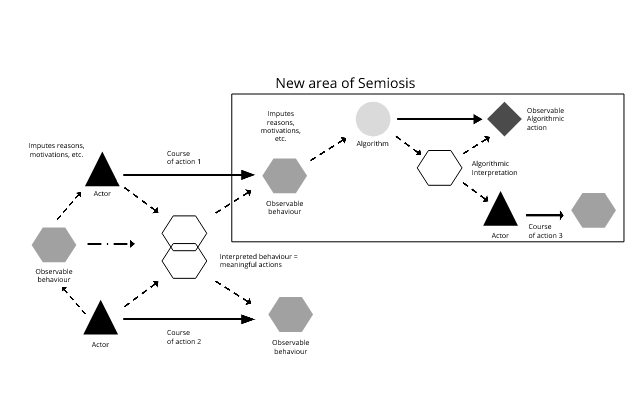 New area of Semiosis
Imputes
reasons,
motivations,
etc.
Observable
Algorithmic
action
Algorithm
Imputes reasons,
motivations, etc.
Course
of action 1
Algorithmic
Interpretation
Actor
Observable
behaviour
Actor
Course
of action 3
Interpreted behaviour =
meaningful actions
Observable
behaviour
Course
of action 2
Actor
Observable
behaviour